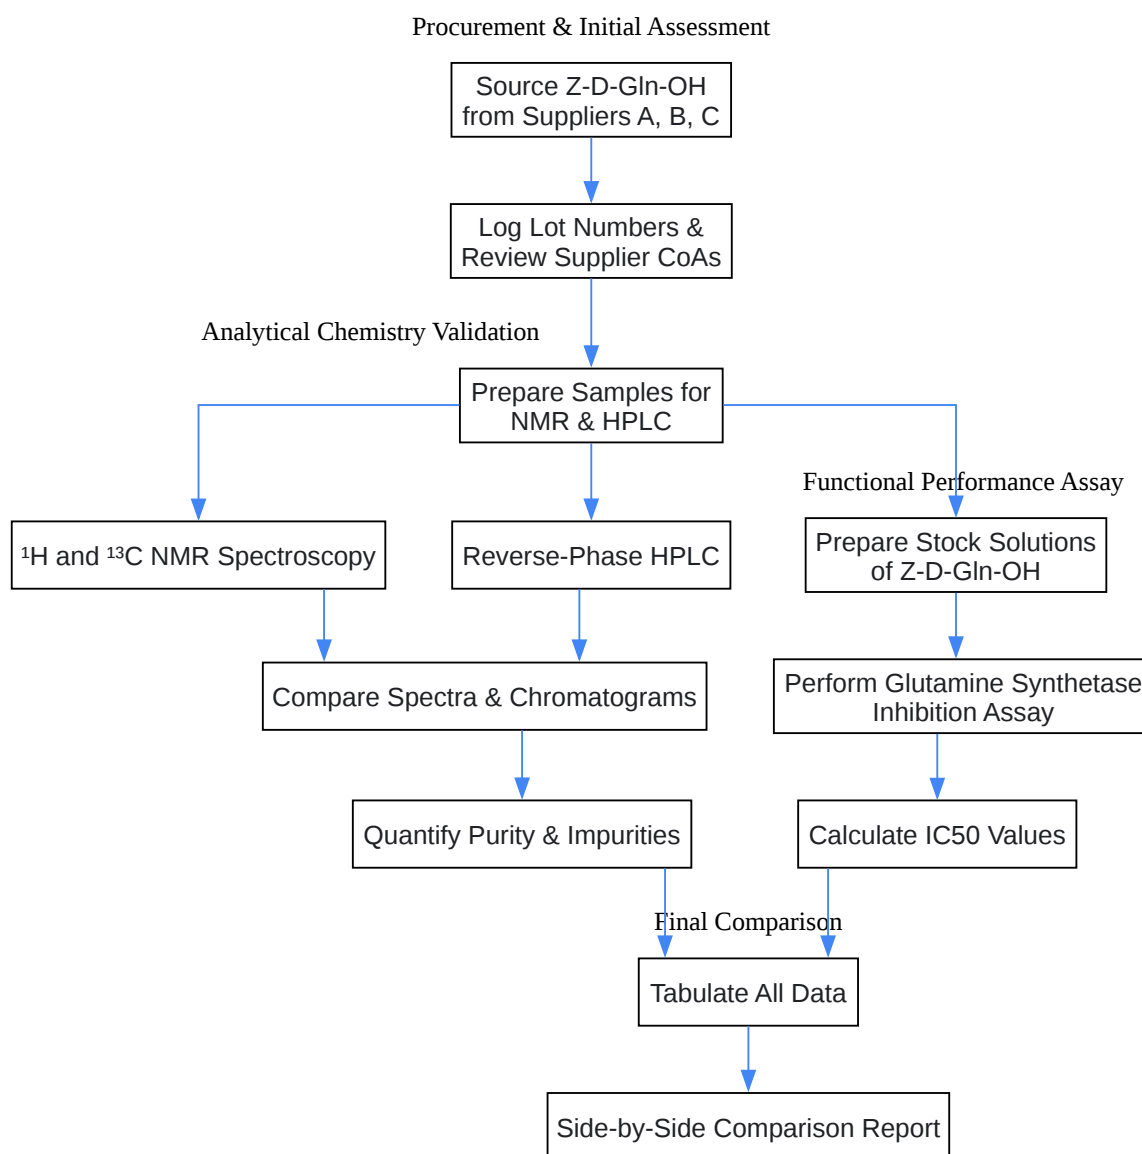 Procurement & Initial Assessment
Source Z-D-Gln-OH
from Suppliers A, B, C
Log Lot Numbers &
Review Supplier CoAs
Analytical Chemistry Validation
Prepare Samples for
NMR & HPLC
Functional Performance Assay
¹H and ¹³C NMR Spectroscopy
Reverse-Phase HPLC
Prepare Stock Solutions
of Z-D-Gln-OH
Compare Spectra & Chromatograms
Perform Glutamine Synthetase
Inhibition Assay
Quantify Purity & Impurities
Calculate IC50 Values
Final Comparison
Tabulate All Data
Side-by-Side Comparison Report